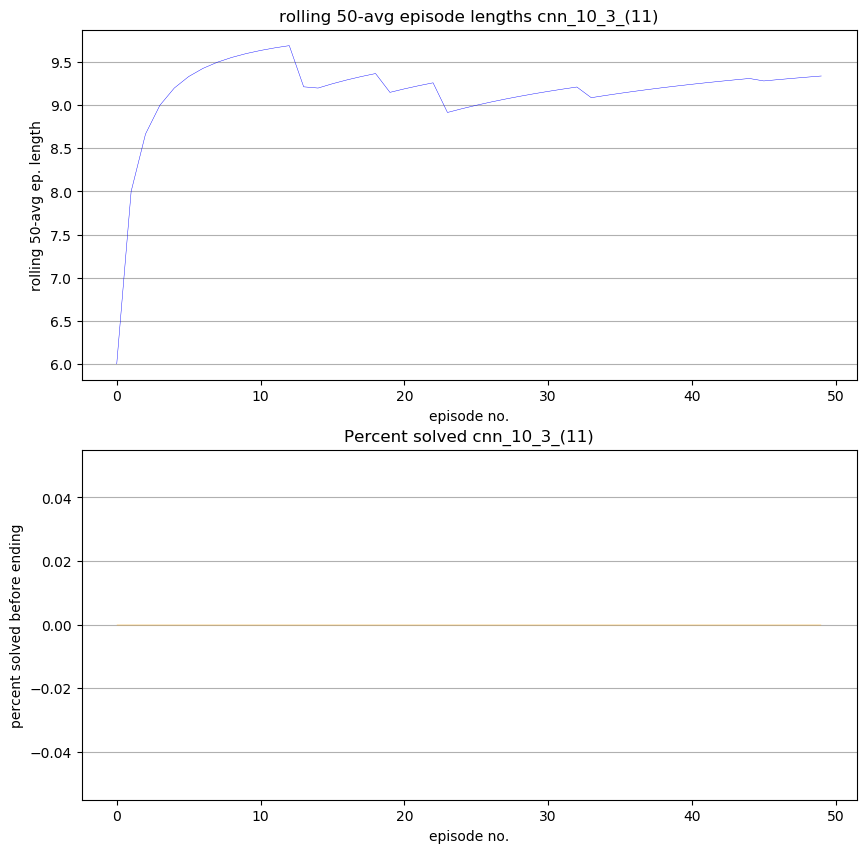 rolling 50-avg episode lengths cnn_10_3_(11)
rolling 50-avg ep. length
9.5
9.0
8.5
8.0
7.5
7.0
6.5
6.0
0 10 20 30 40 50
episode no.
Percent solved cnn_10_3_(11)
percent solved before ending
0.04
0.02
0.00
−0.02
−0.04
0 10 20 30 40 50
episode no.